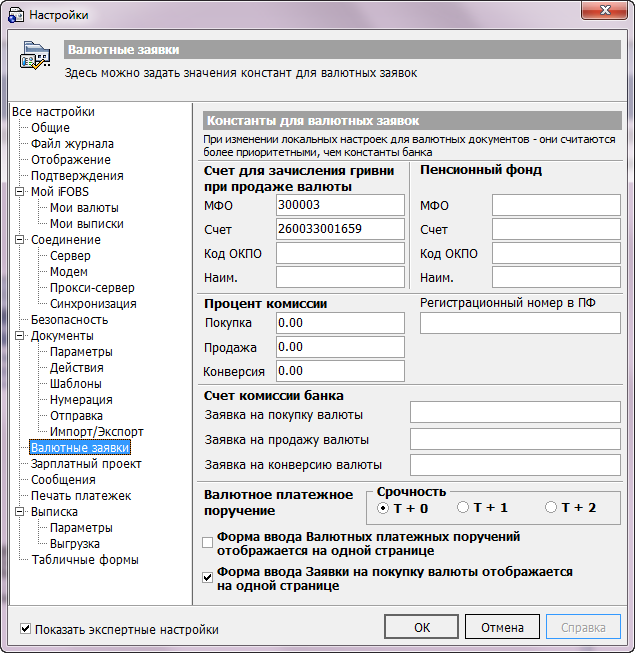 Настройки
Валютные заявки
Здесь можно задать значения констант для валютных заявок
Все настройки
Общие
Файл журнала
Отображение
Подтверждения
Мой iFOBS
Мои валюты
Мои выписки
Соединение
Сервер
Модем
Прокси-сервер
Синхронизация
Безопасность
Документы
Параметры
Действия
Шаблоны
Нумерация
Отправка
Импорт/Экспорт
Валютные заявки
Зарплатный проект
Сообщения
Печать платежек
Выписка
Параметры
Выгрузка
Табличные формы
Константы для валютных заявок
При изменении локальных настроек для валютных документов - они считаются
более приоритетными, чем константы банка
Счет для зачисления гривни
при продаже валюты
МФО 300003
Счет 260033001659
Код ОКПО
Наим.
Пенсионный фонд
МФО
Счет
Код ОКПО
Наим.
Процент комиссии
Покупка 0.00
Продажа 0.00
Конверсия 0.00
Регистрационный номер в ПФ
Счет комиссии банка
Заявка на покупку валюты
Заявка на продажу валюты
Заявка на конверсию валюты
Валютное платежное
поручение
Срочность
T + 0 T + 1 T + 2
Форма ввода Валютных платежных поручений
отображается на одной странице
Форма ввода Заявки на покупку валюты отображается
на одной странице
Показать экспертные настройки
ОК Отмена Справка